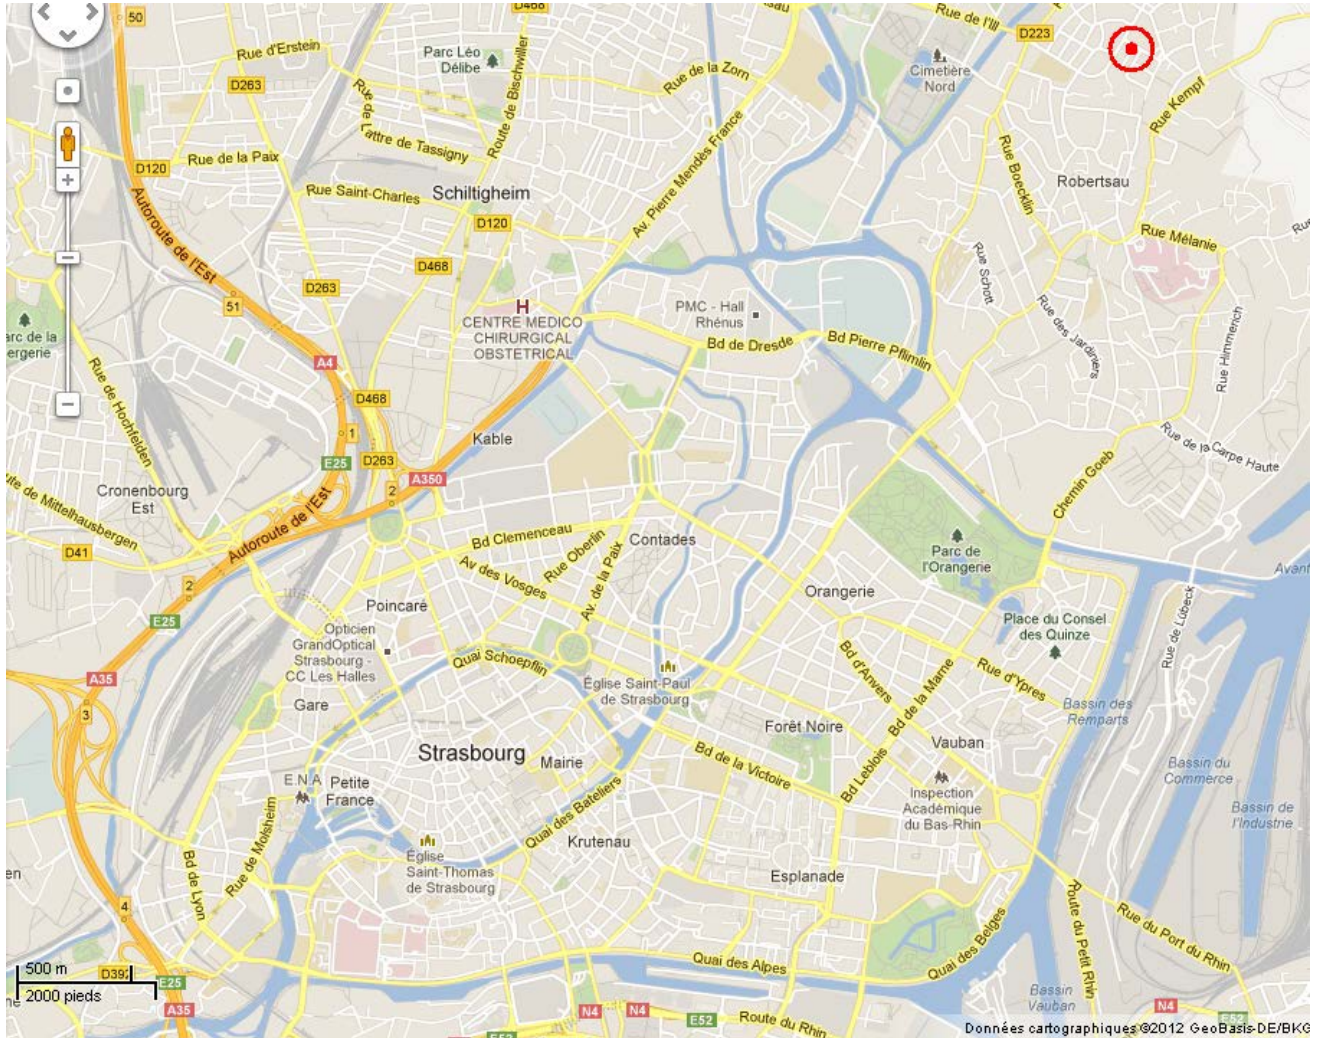 50
D468
Rue de l'Ill
D223
Rue d'Erstein
Parc Léo
Délibe
Route de Bischwiller
Rue de la Zorn
Cimetière
Nord
D263
Rue de Lattre de Tassigny
Rue Kempf
D120
Rue de la Paix
Av. Pierre Mendès France
Rue Boecklin
Robertsau
Rue Saint-Charles
Schiltigheim
Autoroute de l'Est
D120
Rue Mélanie
D468
Rue Schott
D263
51
H
CENTRE MEDICO
CHIRURGICAL
OBSTETRICAL
PMC - Hall
Rhénus
Rue des Jardiniers
Rue Himmerich
Bd de Dresde
Bd Pierre Pflimlin
A4
Rue de Hochfelden
D468
1
Kable
Rue de la Carpe Haute
E25
D263
A350
2
Chemin Goeb
Cronenbourg
Est
Autoroute de l'Est
D41
Bd Clemenceau
Rue Oberlin
Contades
Parc de
l'Orangerie
Av des Vosges
Av. de la Paix
2
Poincaré
Orangerie
E25
Opticien
GrandOptical
Strasbourg -
CC Les Halles
Place du Consel
des Quinze
Rue de Lübeck
Quai Schoepflin
Bd d'Anvers
Bd de la Marne
Rue d'Ypres
A35
Église Saint-Paul
de Strasbourg
3
Gare
Bassin des
Remparts
Forêt Noire
Vauban
Strasbourg
Mairie
Bd de la Victoire
Bd Leblois
Bassin du
Commerce
E.N.A
Petite
France
Quai des Bateliers
Inspection
Académique
du Bas-Rhin
Bassin de
l'Industrie
Rue de Molsheim
Krutenau
Bd de Lyon
Église
Saint-Thomas
de Strasbourg
Esplanade
4
Route du Petit Rhin
Rue du Port du Rhin
Quai des Belges
Quai des Alpes
500 m
E25
2000 pieds
Bassin
Vauban
A35
N4
N4
E52
Route du Rhin
N4
E52
Données cartographiques ©2012 GeoBasis-DE/BKG